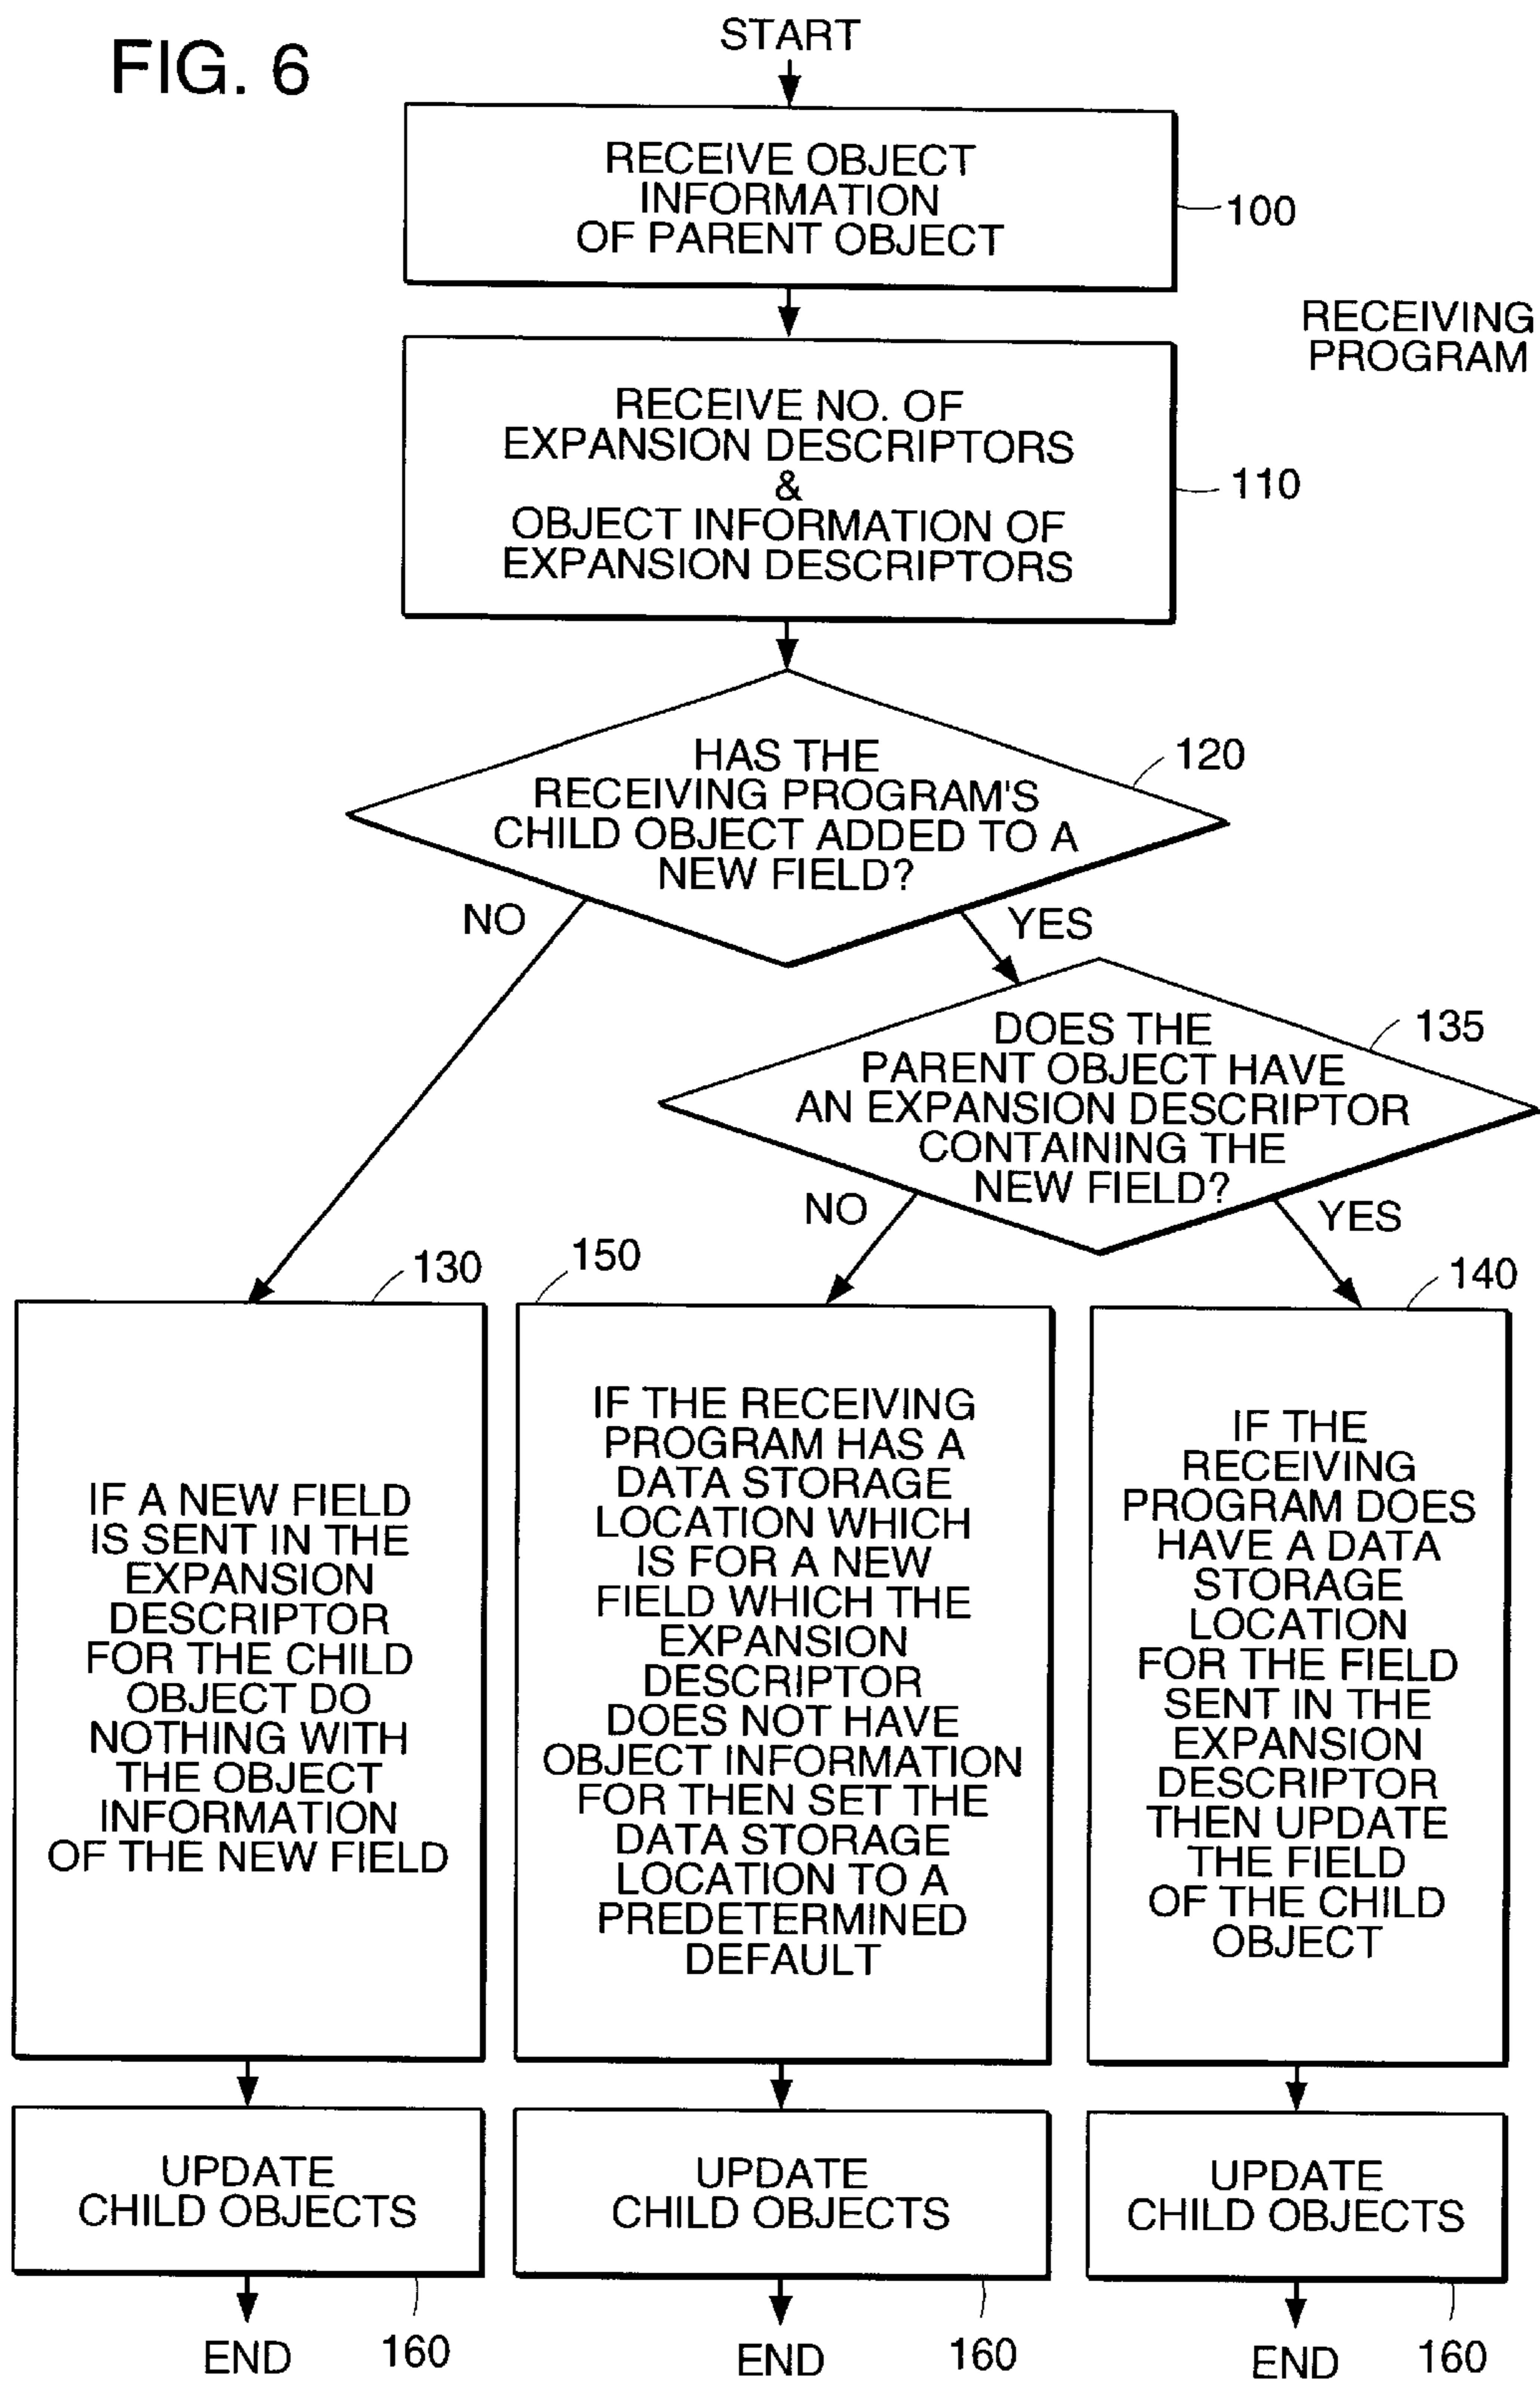 FIG. 6
START
RECEIVE OBJECT
INFORMATION
OF PARENT OBJECT
100
RECEIVING
PROGRAM
RECEIVE NO. OF
EXPANSION DESCRIPTORS
&
OBJECT INFORMATION OF
EXPANSION DESCRIPTORS
110
HAS THE
RECEIVING PROGRAM'S
CHILD OBJECT ADDED TO A
NEW FIELD?
120
NO
YES
DOES THE
PARENT OBJECT HAVE
AN EXPANSION DESCRIPTOR
CONTAINING THE
NEW FIELD?
135
NO
YES
130
IF A NEW FIELD
IS SENT IN THE
EXPANSION
DESCRIPTOR
FOR THE CHILD
OBJECT DO
NOTHING WITH
THE OBJECT
INFORMATION
OF THE NEW FIELD
150
IF THE RECEIVING
PROGRAM HAS A
DATA STORAGE
LOCATION WHICH
IS FOR A NEW
FIELD WHICH THE
EXPANSION
DESCRIPTOR
DOES NOT HAVE
OBJECT INFORMATION
FOR THEN SET THE
DATA STORAGE
LOCATION TO A
PREDETERMINED
DEFAULT
140
IF THE
RECEIVING
PROGRAM DOES
HAVE A DATA
STORAGE
LOCATION
FOR THE FIELD
SENT IN THE
EXPANSION
DESCRIPTOR
THEN UPDATE
THE FIELD
OF THE CHILD
OBJECT
UPDATE
CHILD OBJECTS
160
END
UPDATE
CHILD OBJECTS
160
END
UPDATE
CHILD OBJECTS
160
END